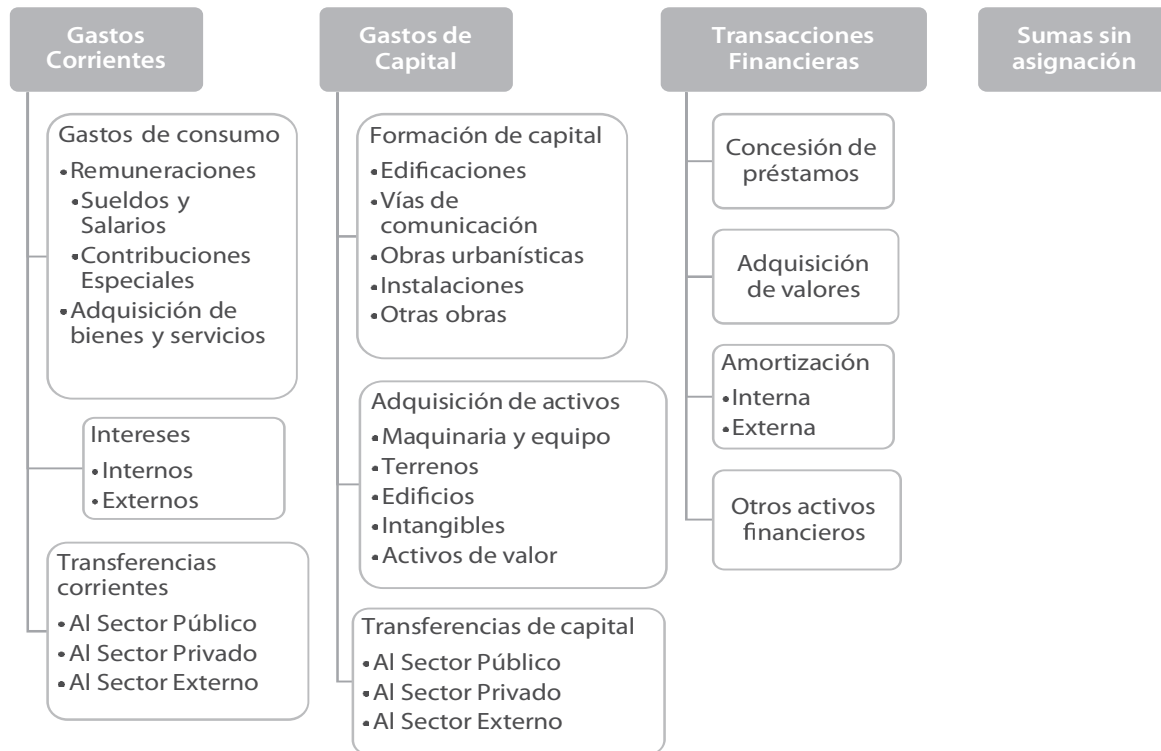 Gastos
Corrientes
Gastos de consumo
•Remuneraciones
•Sueldos y
Salarios
•Contribuciones
Especiales
•Adquisición de
bienes y servicios
Intereses
•Internos
•Externos
Transferencias
corrientes
•Al Sector Público
•Al Sector Privado
•Al Sector Externo
Gastos de
Capital
Formación de capital
•Edificaciones
•Vías de
comunicación
•Obras urbanísticas
•Instalaciones
•Otras obras
Adquisición de activos
•Maquinaria y equipo
•Terrenos
•Edificios
•Intangibles
•Activos de valor
Transferencias de capital
•Al Sector Público
•Al Sector Privado
•Al Sector Externo
Transacciones
Financieras
Concesión de
préstamos
Adquisición
de valores
Amortización
•Interna
•Externa
Otros activos
financieros
Sumas sin
asignación